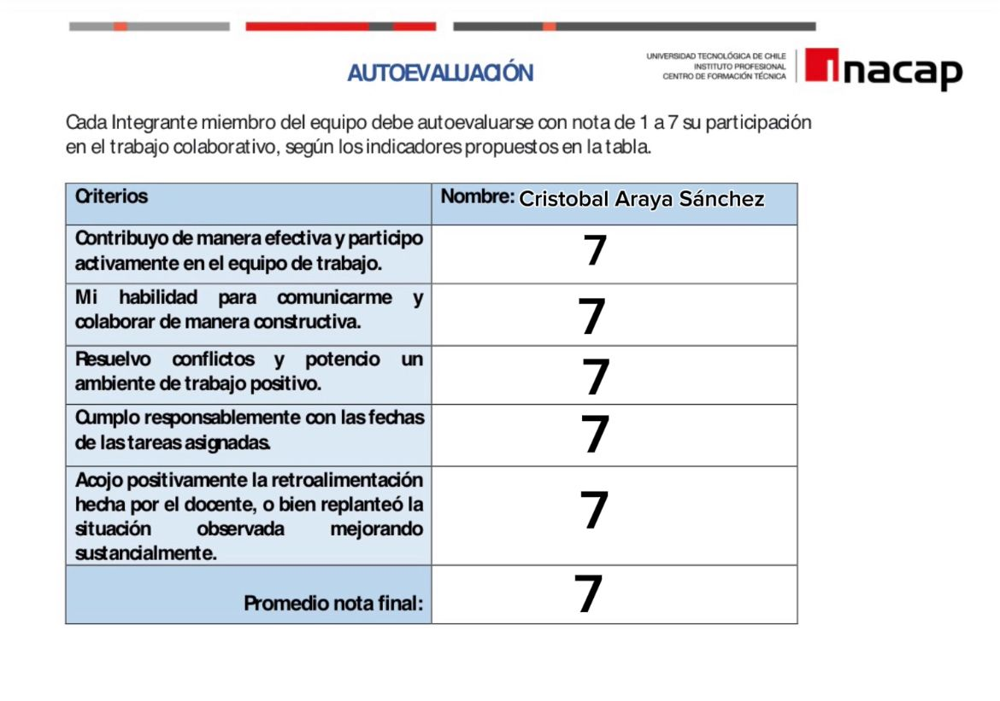 AUTOEVALUACIÓN
UNIVERSIDAD TECNOLÓGICA DE CHILE
INSTITUTO PROFESIONAL
CENTRO DE FORMACIÓN TÉCNICA
inacap
Cada Integrante miembro del equipo debe autoevaluarse con nota de 1 a 7 su participación
en el trabajo colaborativo, según los indicadores propuestos en la tabla.
Criterios
Nombre: Cristobal Araya Sánchez
Contribuyo de manera efectiva y participo
activamente en el equipo de trabajo.
7
Mi habilidad para comunicarme y
colaborar de manera constructiva.
7
Resuelvo conflictos y potencio un
ambiente de trabajo positivo.
7
Cumplo responsablemente con las fechas
de las tareas asignadas.
7
Acojo positivamente la retroalimentación
hecha por el docente, o bien replanteó la
situación observada mejorando
sustancialmente.
7
Promedio nota final:
7